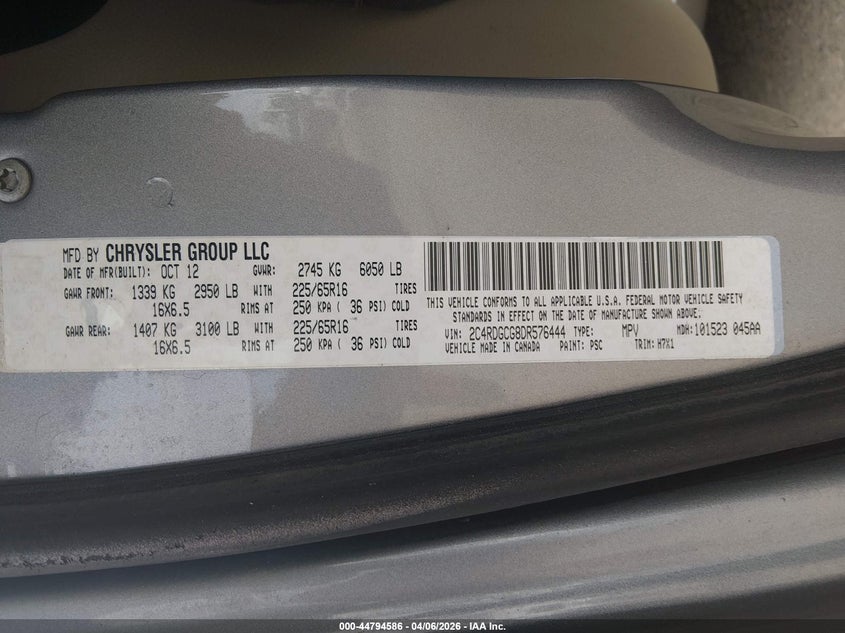 MFD BY CHRYSLER GROUP LLC
DATE OF MFR(BUILT): OCT 12 GVWR: 2745 KG 6050 LB
GAWR FRONT: 1339 KG 2950 LB WITH 225/65R16 TIRES
16X6.5 RIMS AT 250 KPA ( 36 PSI) COLD
GAWR REAR: 1407 KG 3100 LB WITH 225/65R16 TIRES
16X6.5 RIMS AT 250 KPA ( 36 PSI) COLD
THIS VEHICLE CONFORMS TO ALL APPLICABLE U.S.A. FEDERAL MOTOR VEHICLE SAFETY
STANDARDS IN EFFECT ON THE DATE OF MANUFACTURE SHOWN ABOVE.
VIN: 2C4RDGCG8DR576444 TYPE: MPV MDH:101523 045AA
VEHICLE MADE IN CANADA PAINT: PSC TRIM: H7X1
000-44794586 - 04/06/2026 - IAA Inc.